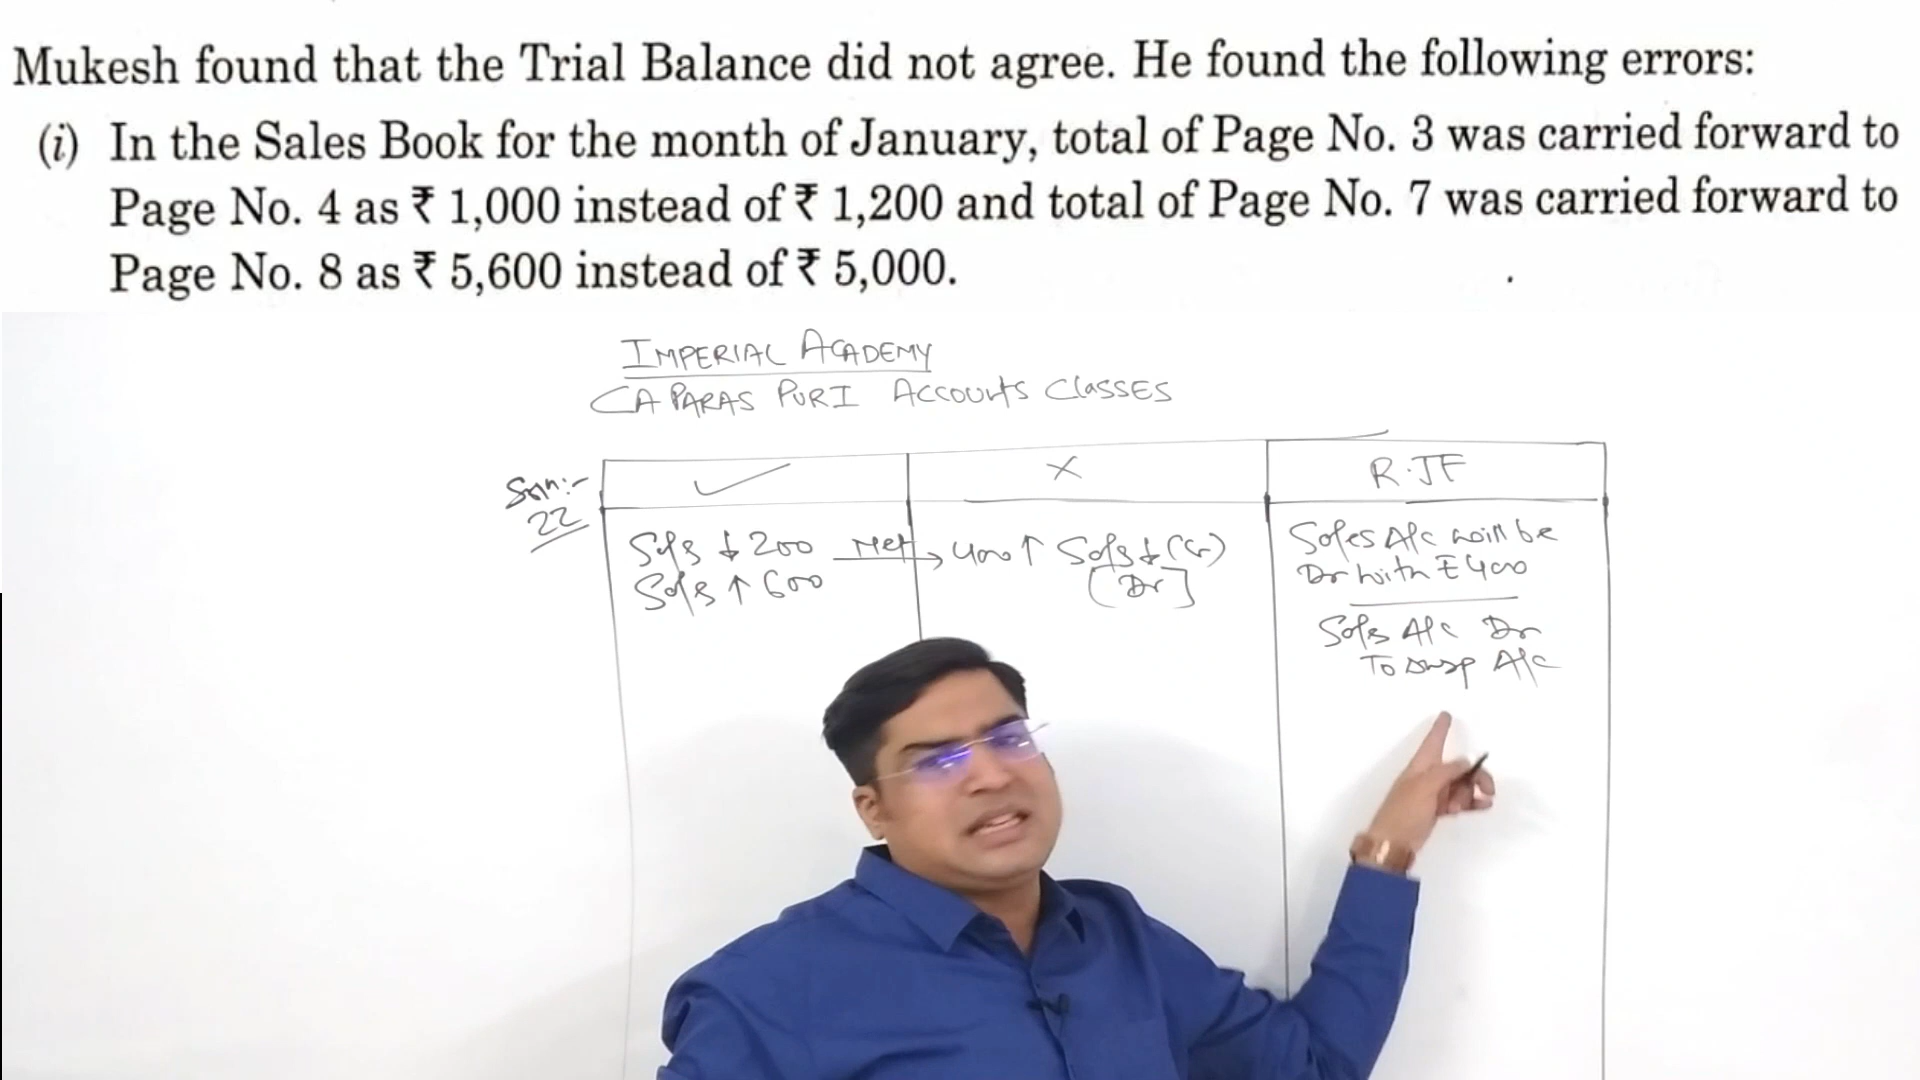 Mukesh found that the Trial Balance did not agree. He found the following errors:
(i) In the Sales Book for the month of January, total of Page No. 3 was carried forward to
Page No. 4 as ₹ 1,000 instead of ₹ 1,200 and total of Page No. 7 was carried forward to
Page No. 8 as ₹ 5,600 instead of ₹ 5,000.
IMPERIAL ACADEMY
CA PARAS PURI ACCOUNTS CLASSES
Soln:-
22
✓ X R.JE
Sales ↓ 200 Net → 400 ↑ Sales ↓ (Cr)
Sales ↑ 600 [Dr]
Sales A/c will be
Dr with ₹ 400
Sales A/c Dr
To Susp A/c